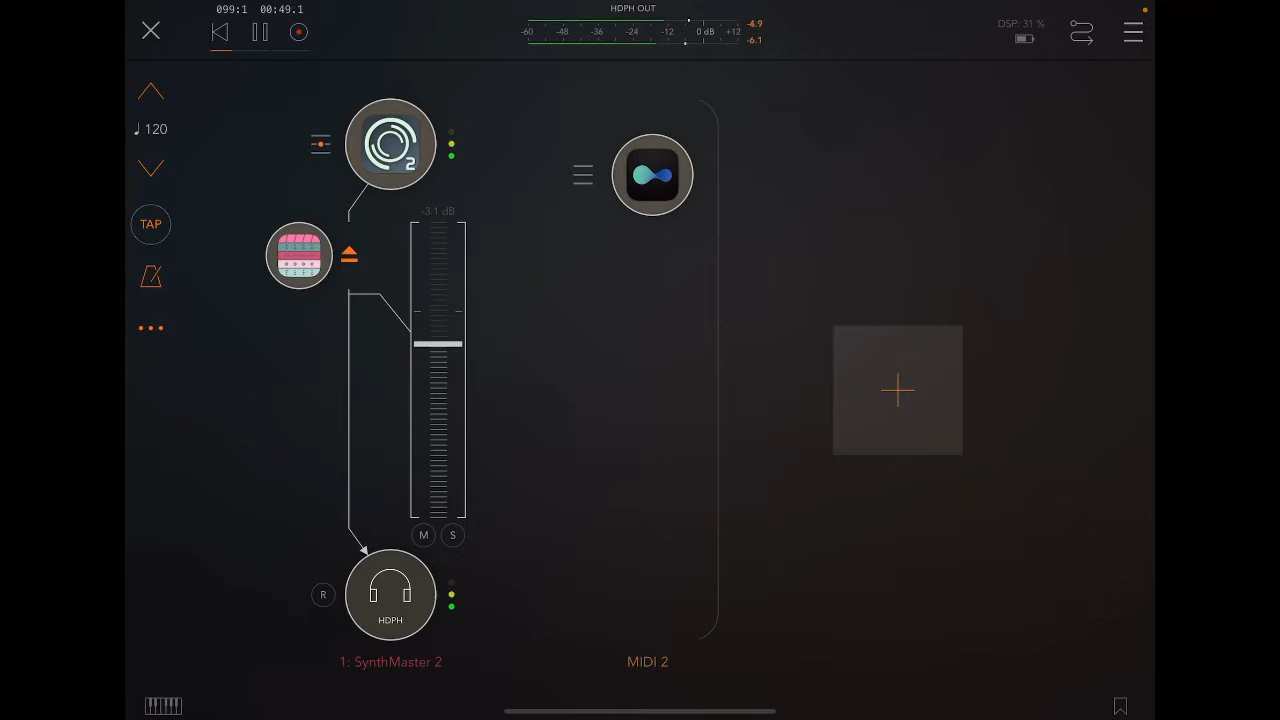 099:1 00:49.1
HDPH OUT
-60 -48 -36 -24 -12 0 dB +12
-4.9
-6.1
DSP: 31 %
♩ 120
TAP
2
-3.1 dB
M S
R
HDPH
1: SynthMaster 2
MIDI 2